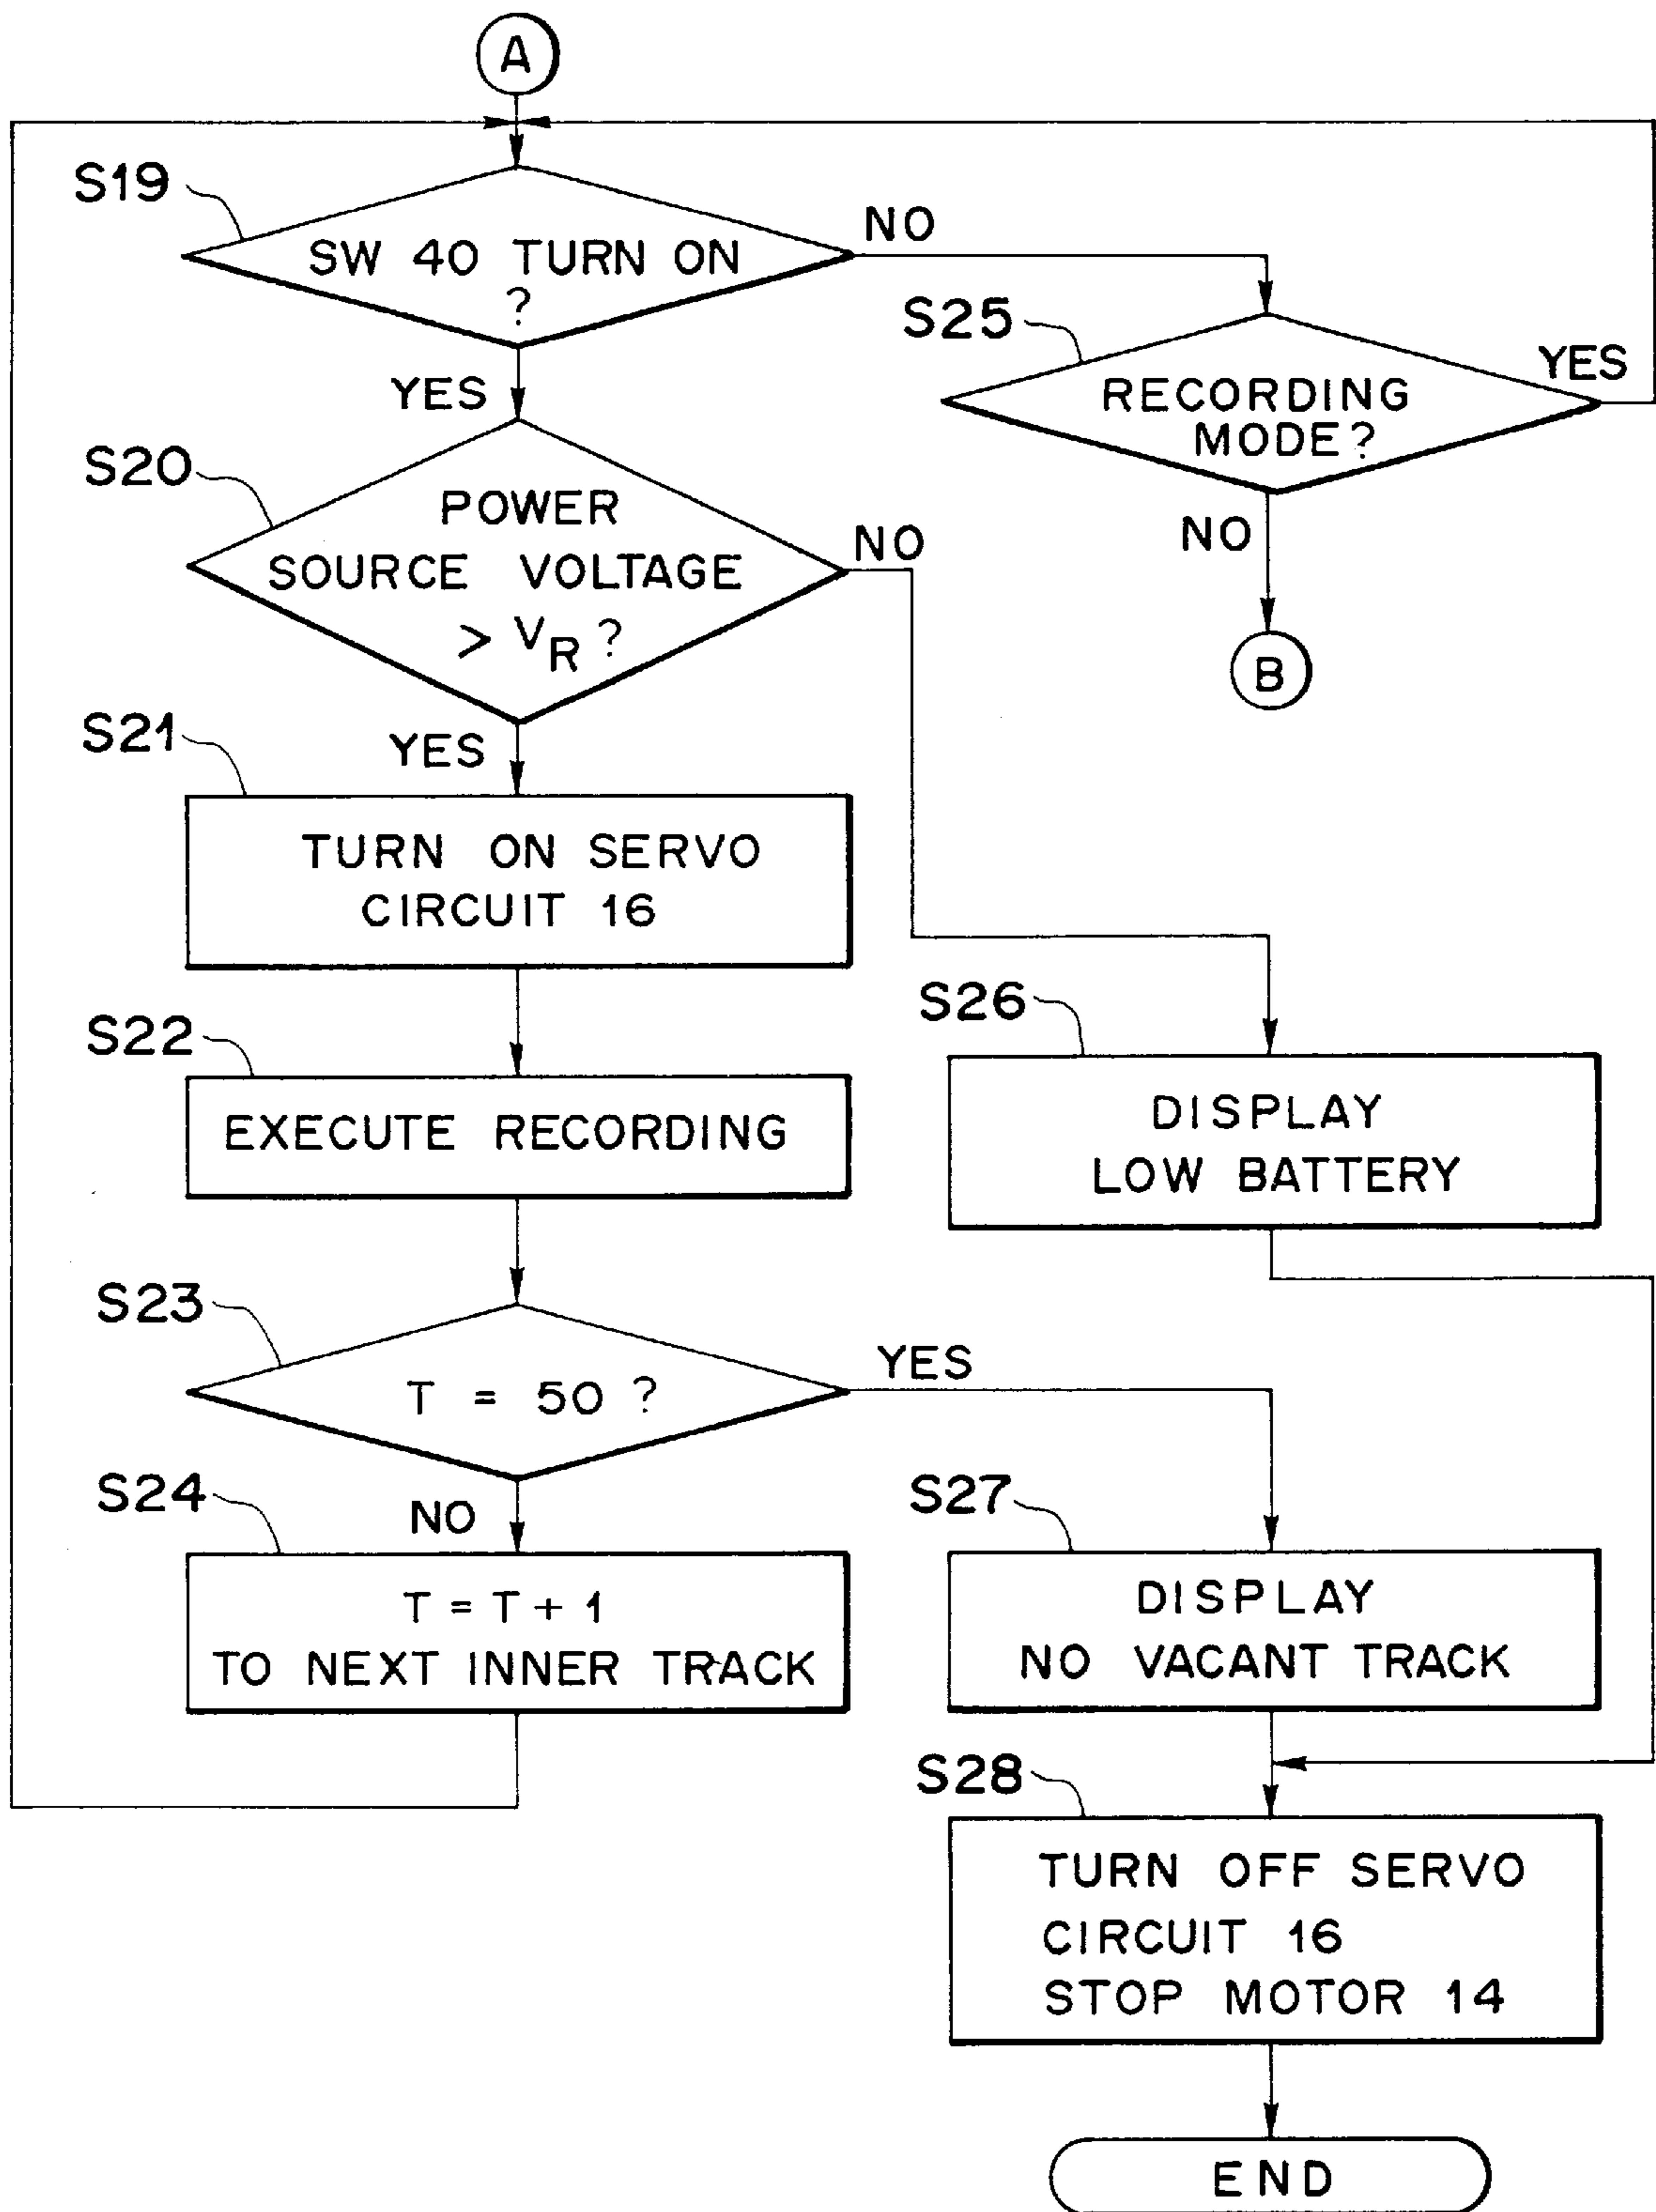 A
S19
SW 40 TURN ON
?
NO
YES
S25
RECORDING
MODE?
YES
NO
B
S20
POWER
SOURCE VOLTAGE
> VR ?
NO
YES
S21
TURN ON SERVO
CIRCUIT 16
S22
EXECUTE RECORDING
S26
DISPLAY
LOW BATTERY
S23
T = 50 ?
YES
NO
S24
T = T + 1
TO NEXT INNER TRACK
S27
DISPLAY
NO VACANT TRACK
S28
TURN OFF SERVO
CIRCUIT 16
STOP MOTOR 14
END